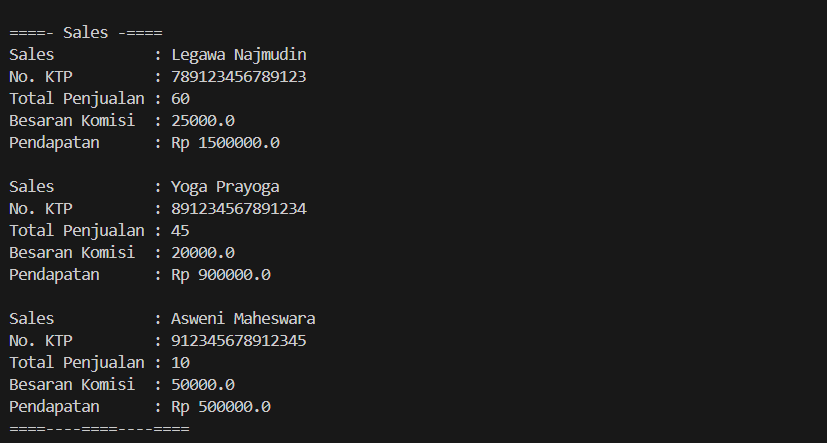 ====- Sales -====
Sales           : Legawa Najmudin
No. KTP         : 789123456789123
Total Penjualan : 60
Besaran Komisi  : 25000.0
Pendapatan      : Rp 1500000.0

Sales           : Yoga Prayoga
No. KTP         : 891234567891234
Total Penjualan : 45
Besaran Komisi  : 20000.0
Pendapatan      : Rp 900000.0

Sales           : Asweni Maheswara
No. KTP         : 912345678912345
Total Penjualan : 10
Besaran Komisi  : 50000.0
Pendapatan      : Rp 500000.0
====----====----====